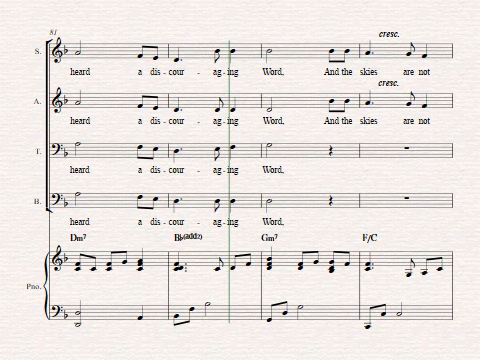 81
cresc.
S.
heard a dis - cour - ag - ing Word, And the skies are not
cresc.
A.
heard a dis - cour - ag - ing Word, And the skies are not
T.
heard a dis - cour - ag - ing Word,
B.
heard a dis - cour - ag - ing Word,
Dm7 Bb(add2) Gm7 F/C
Pno.